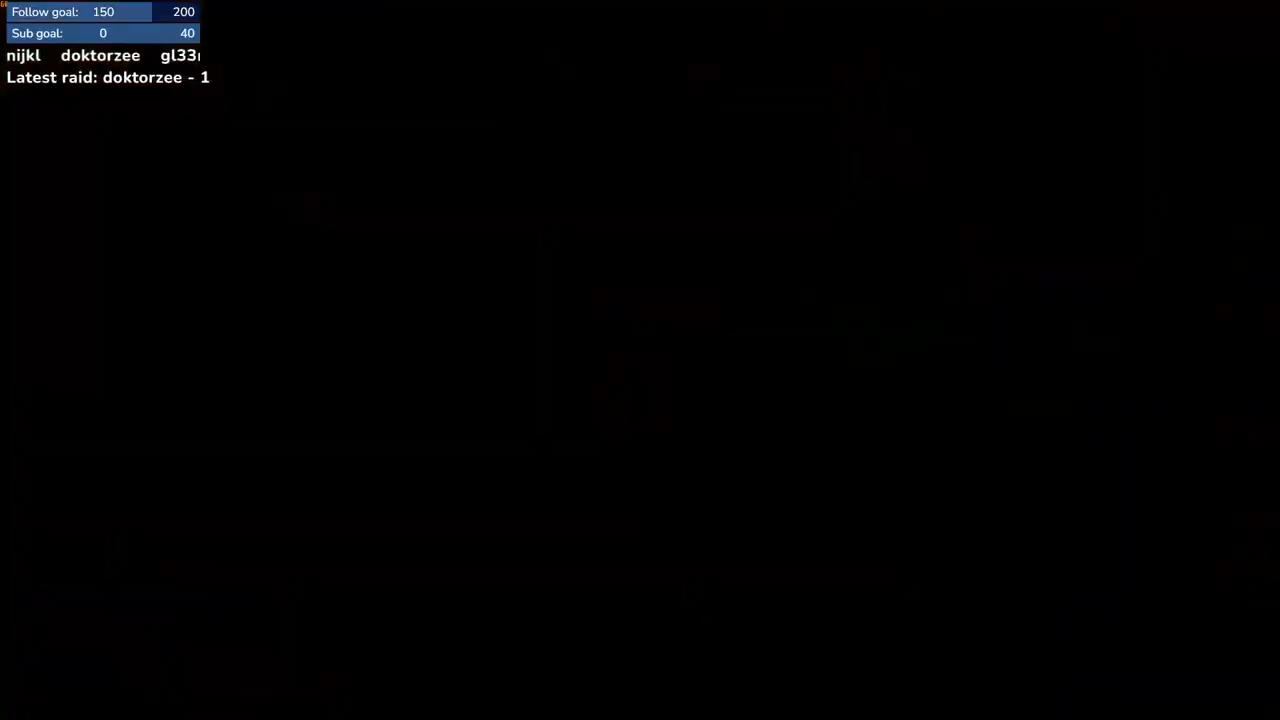 Follow goal: 150 200
Sub goal: 0 40
nijkl doktorzee
Latest raid: doktorzee - 1